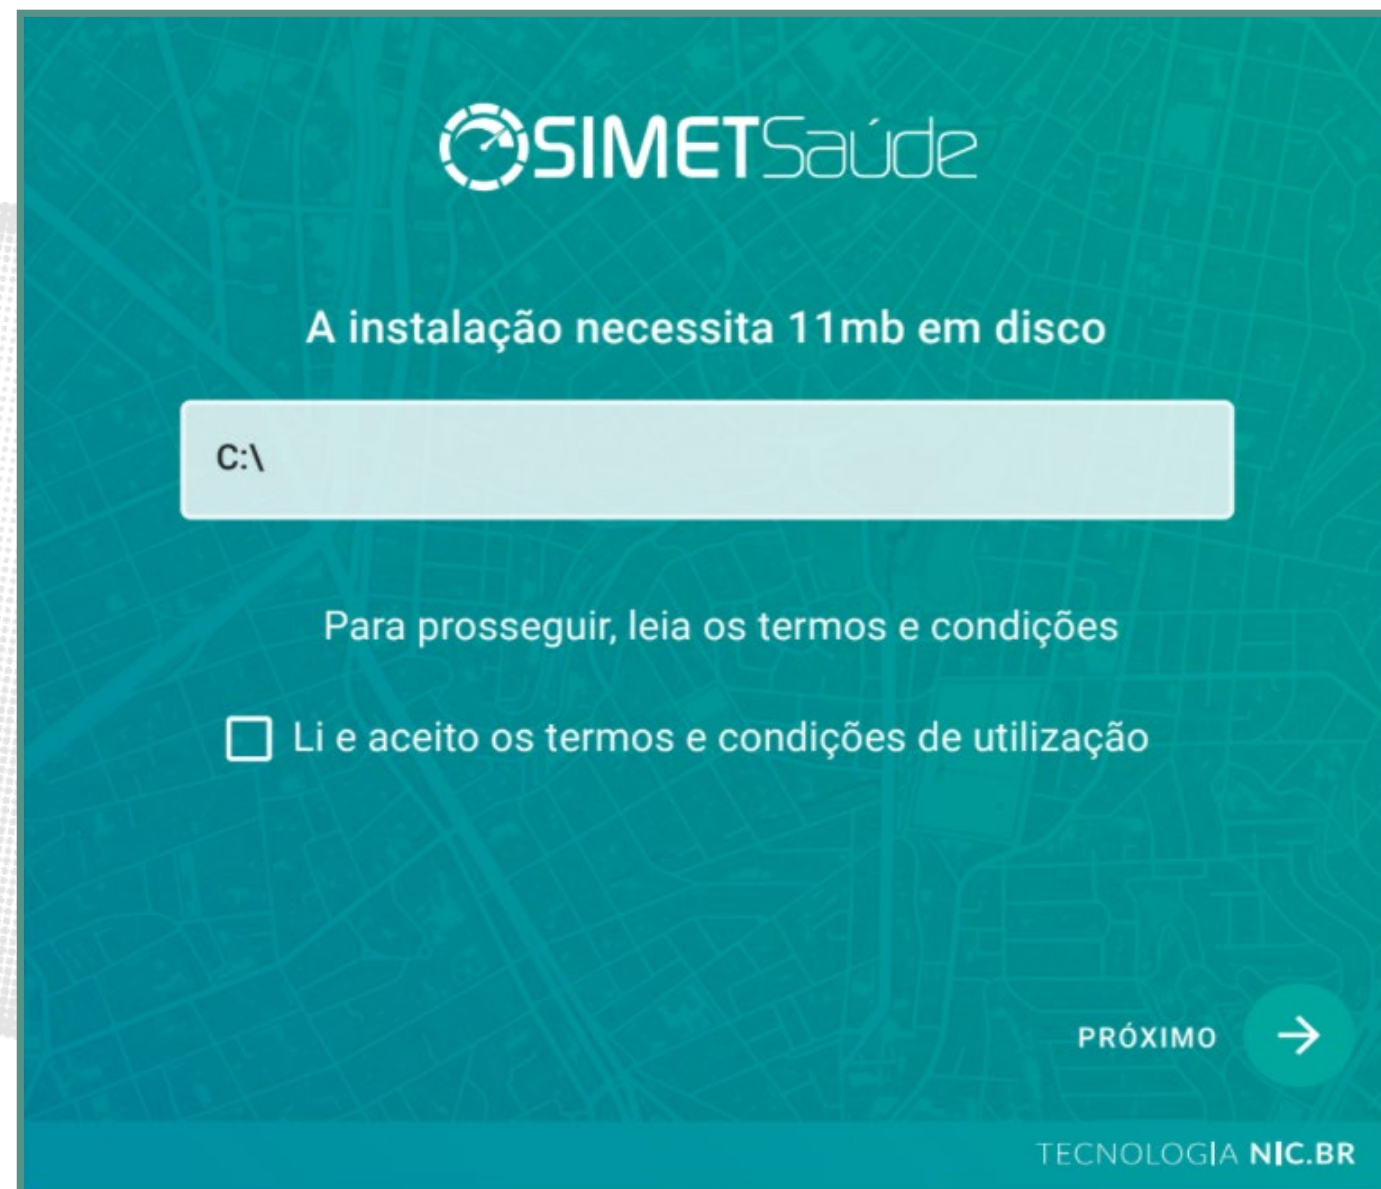 SIMETSaúde
A instalação necessita 11mb em disco
C:\
Para prosseguir, leia os termos e condições
Li e aceito os termos e condições de utilização
PRÓXIMO
TECNOLOGIA NIC.BR